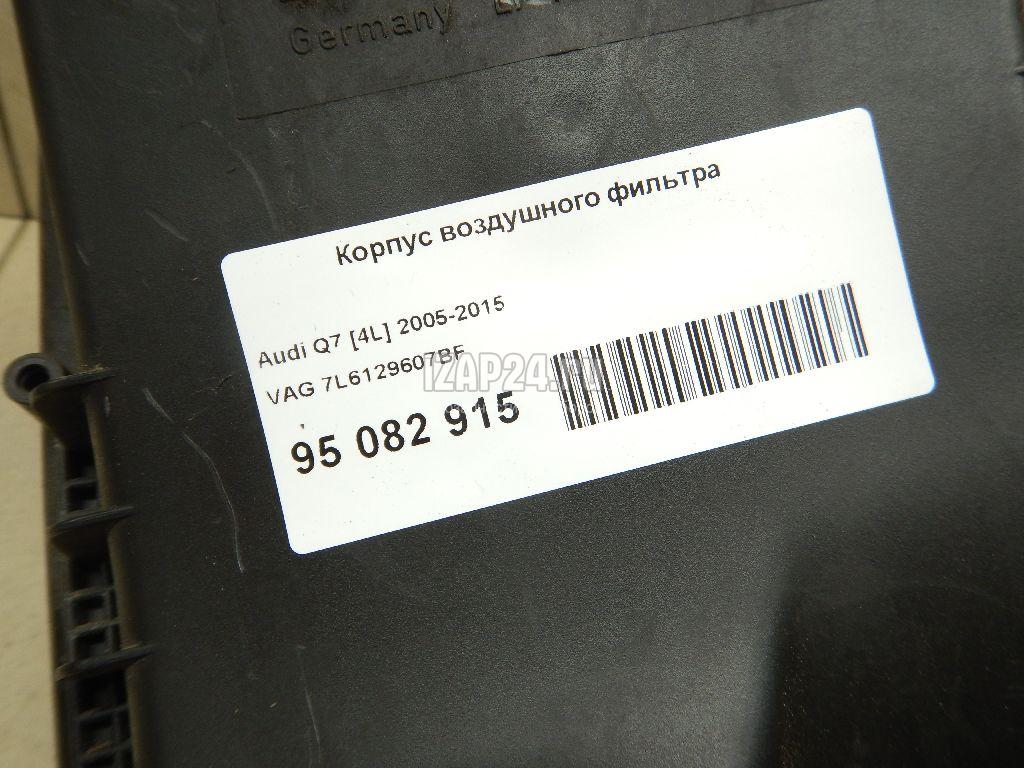 Germany
Корпус воздушного фильтра
Audi Q7 [4L] 2005-2015
VAG 7L6129607BF
IZAP24.RU
95 082 915